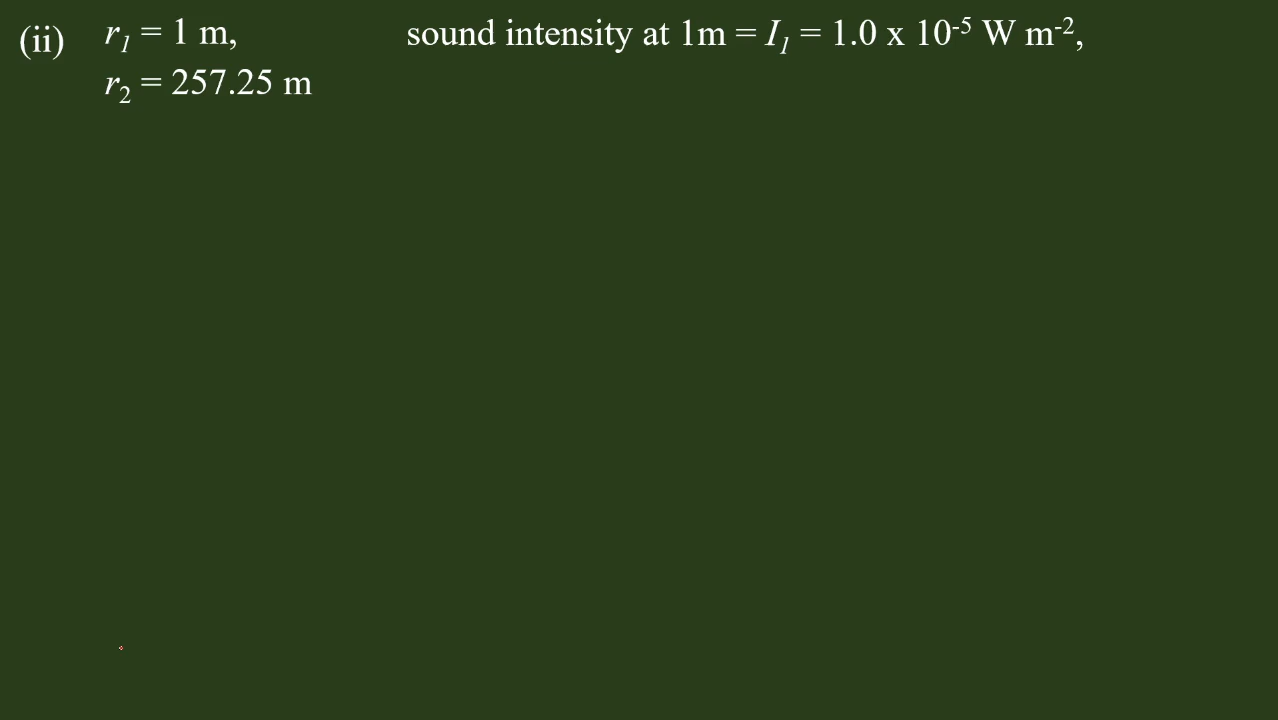 (ii) r₁ = 1 m, sound intensity at 1m = I₁ = 1.0 x 10⁻⁵ W m⁻²,
r₂ = 257.25 m